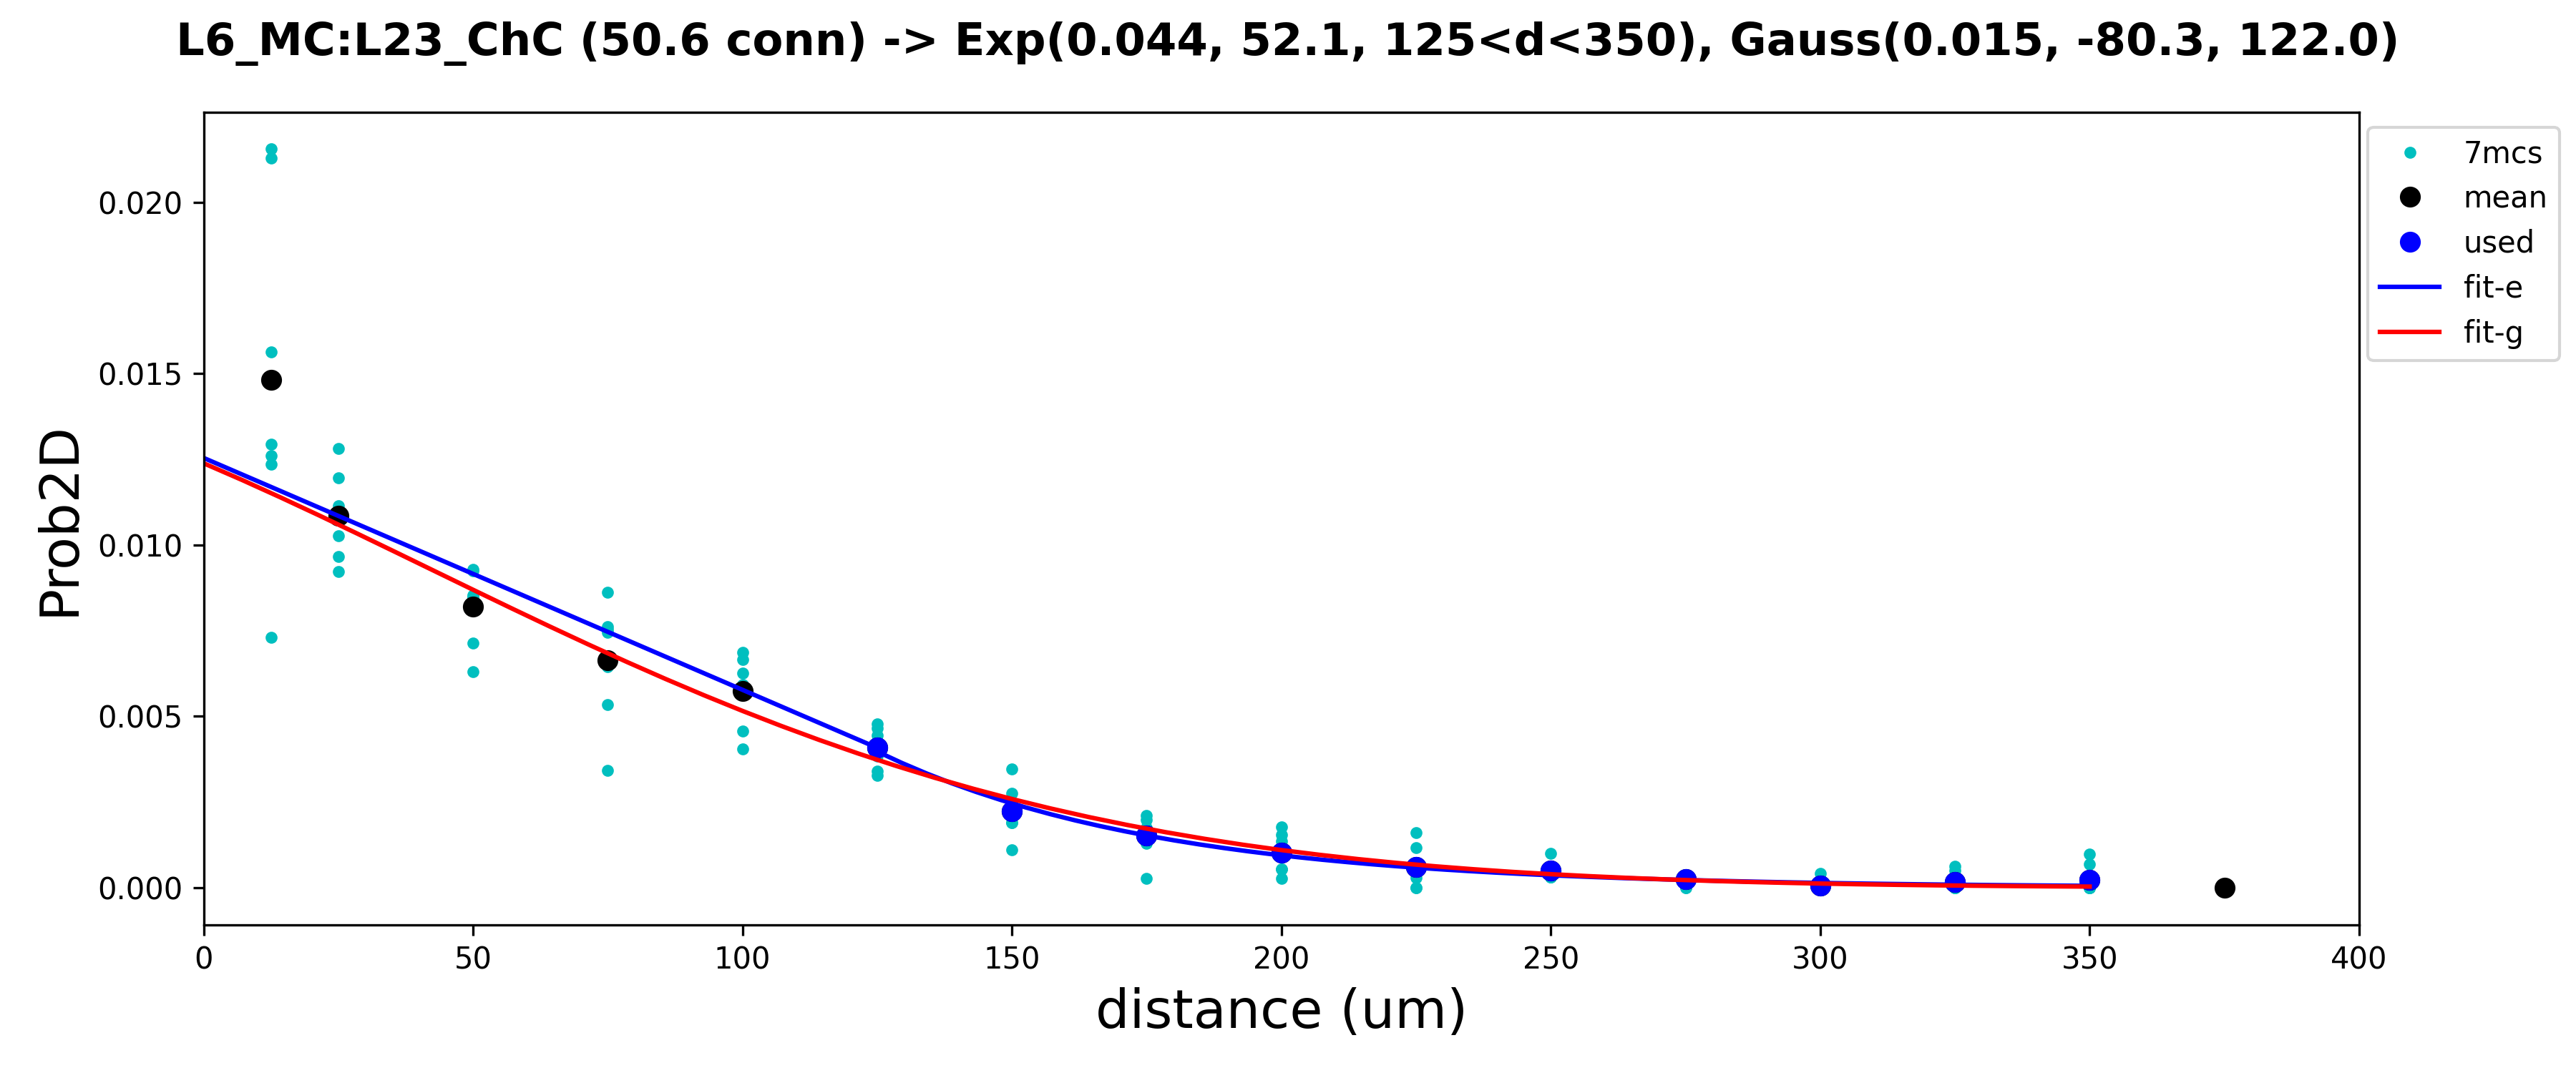 L6_MC:L23_ChC (50.6 conn) -> Exp(0.044, 52.1, 125<d<350), Gauss(0.015, -80.3, 122.0)
7mcs
mean
used
fit-e
fit-g
Prob2D
0.020
0.015
0.010
0.005
0.000
0 50 100 150 200 250 300 350 400
distance (um)